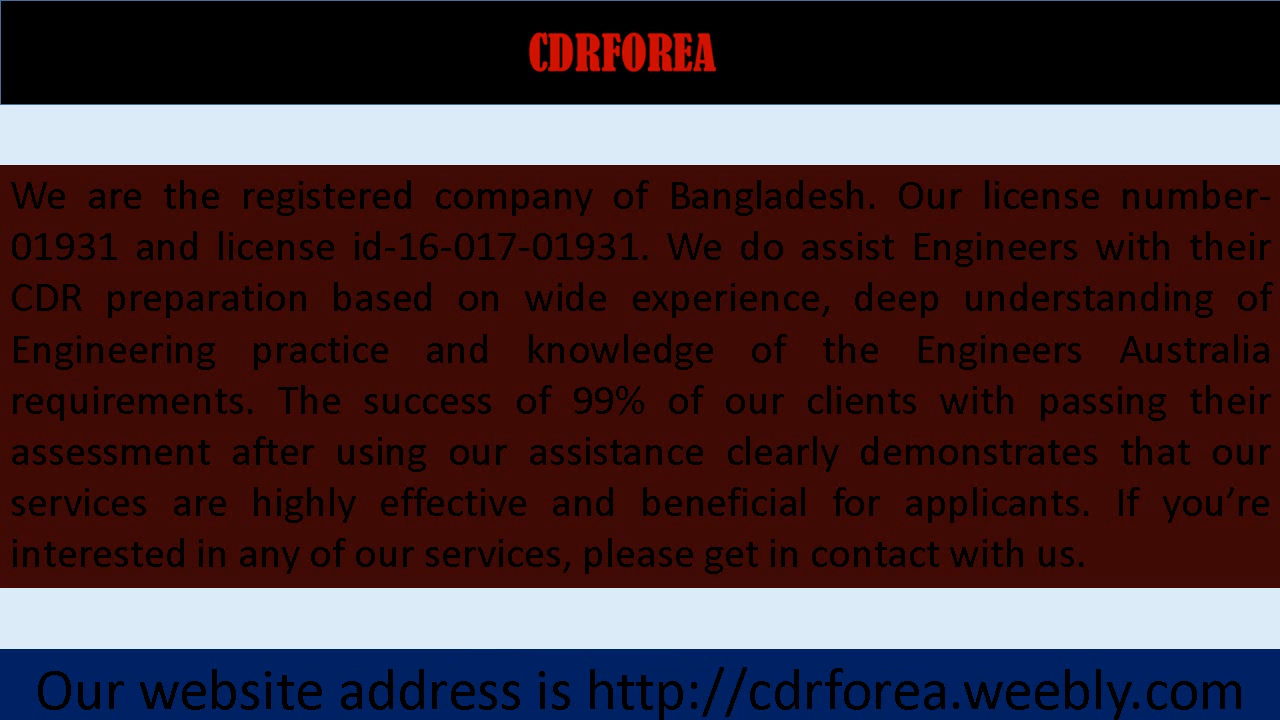 CDRFOREA
We are the registered company of Bangladesh. Our license number-
01931 and license id-16-017-01931. We do assist Engineers with their
CDR preparation based on wide experience, deep understanding of
Engineering practice and knowledge of the Engineers Australia
requirements. The success of 99% of our clients with passing their
assessment after using our assistance clearly demonstrates that our
services are highly effective and beneficial for applicants. If you’re
interested in any of our services, please get in contact with us.
Our website address is http://cdrforea.weebly.com